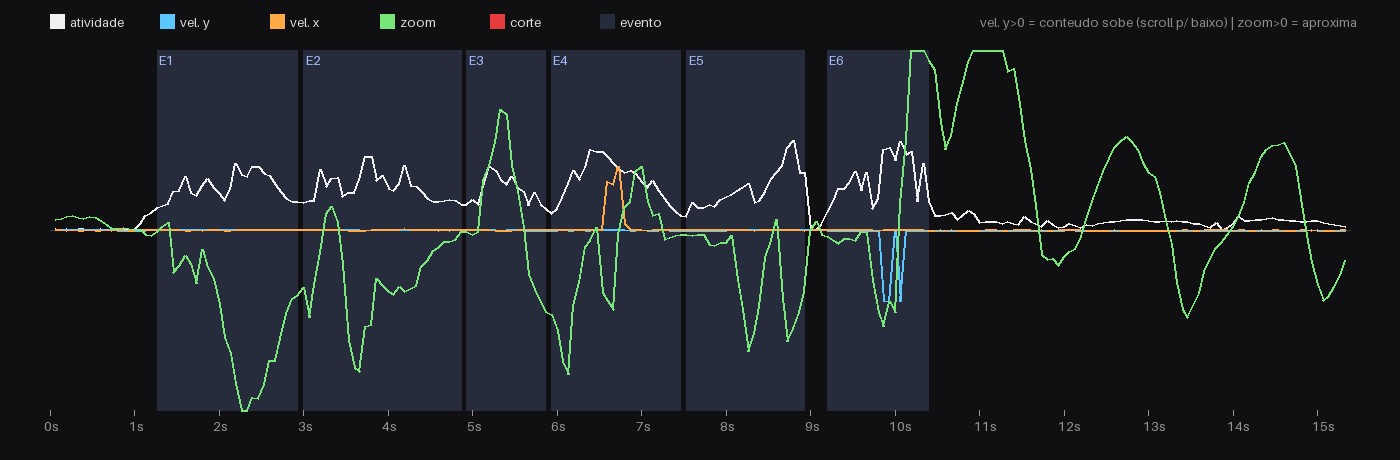 atividade vel. y vel. x zoom corte evento vel. y>0 = conteudo sobe (scroll p/ baixo) | zoom>0 = aproxima
E1 E2 E3 E4 E5 E6
0s 1s 2s 3s 4s 5s 6s 7s 8s 9s 10s 11s 12s 13s 14s 15s